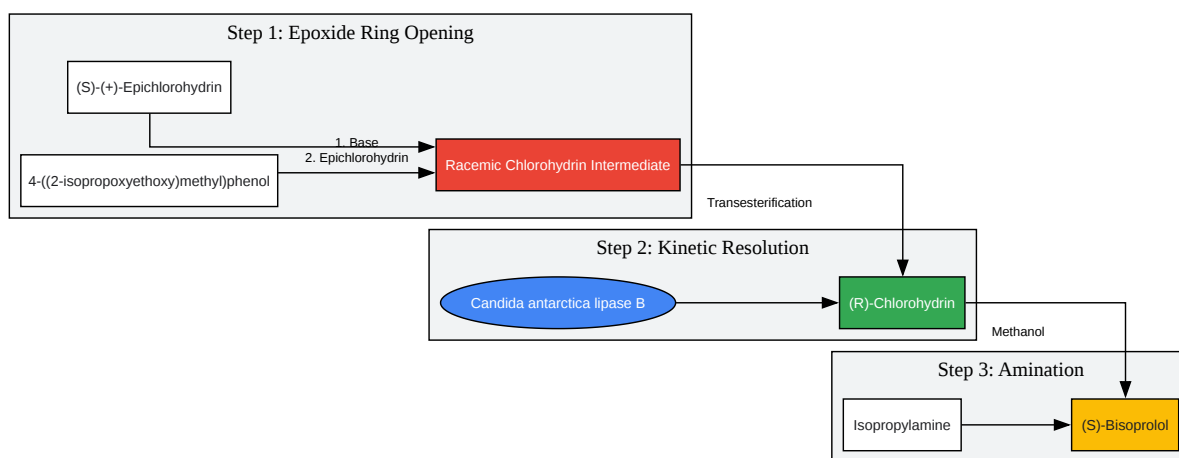 Step 1: Epoxide Ring Opening
(S)-(+)-Epichlorohydrin
1. Base
2. Epichlorohydrin
4-((2-isopropoxyethoxy)methyl)phenol
Racemic Chlorohydrin Intermediate
Transesterification
Step 2: Kinetic Resolution
Candida antarctica lipase B
(R)-Chlorohydrin
Methanol
Step 3: Amination
Isopropylamine
(S)-Bisoprolol